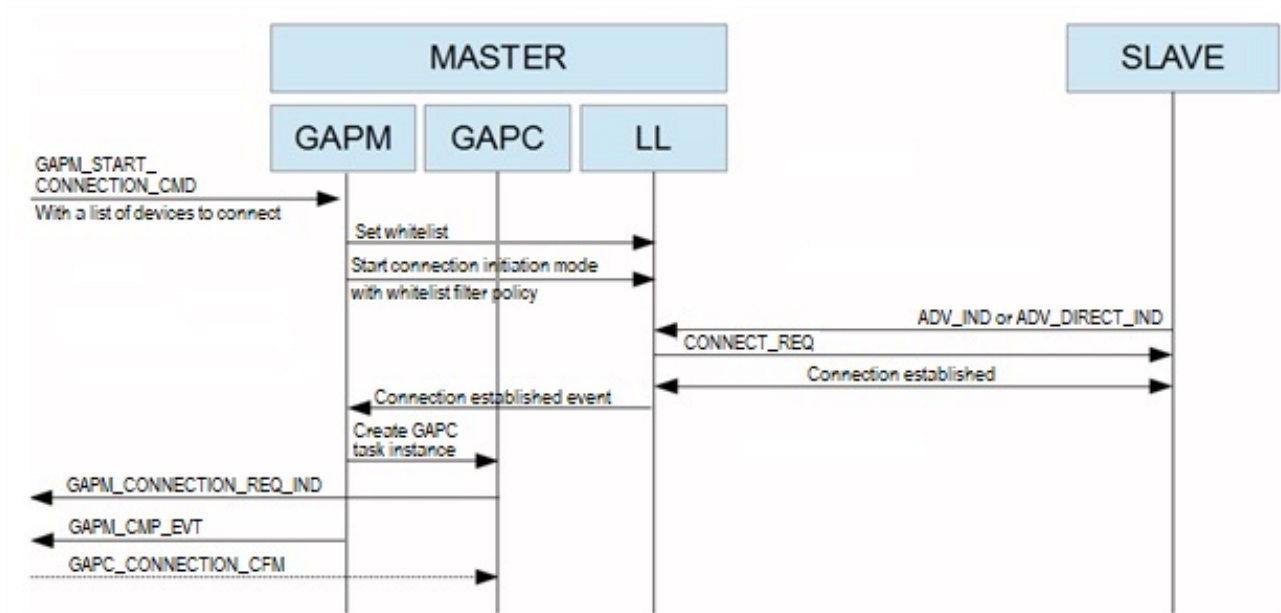 MASTER
SLAVE
GAPM
GAPC
LL
GAPM_START_
CONNECTION_CMD
With a list of devices to connect
Set whitelist
Start connection initiation mode
with whitelist filter policy
ADV_IND or ADV_DIRECT_IND
CONNECT_REQ
Connection established
Connection established event
Create GAPC
task instance
GAPM_CONNECTION_REQ_IND
GAPM_CMP_EVT
GAPC_CONNECTION_CFM